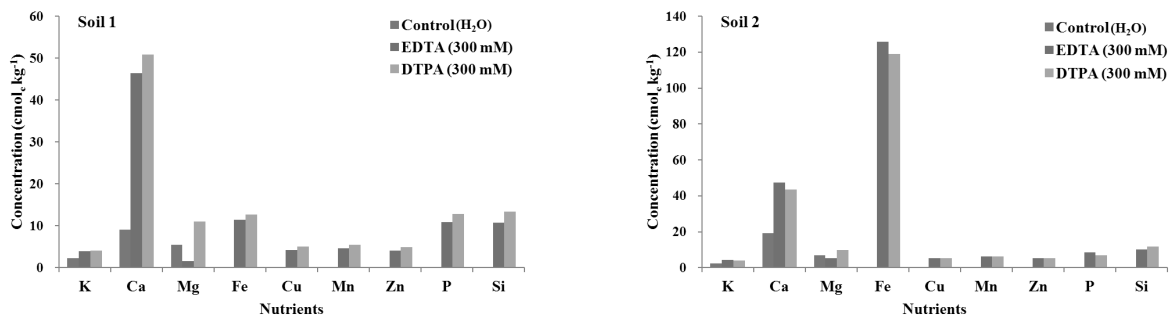 Soil 1
Control (H₂O)
EDTA (300 mM)
DTPA (300 mM)
Concentration (cmolc kg-1)
60
50
40
30
20
10
0
K Ca Mg Fe Cu Mn Zn P Si
Nutrients
Soil 2
Control (H₂O)
EDTA (300 mM)
DTPA (300 mM)
Concentration (cmolc kg-1)
140
120
100
80
60
40
20
0
K Ca Mg Fe Cu Mn Zn P Si
Nutrients